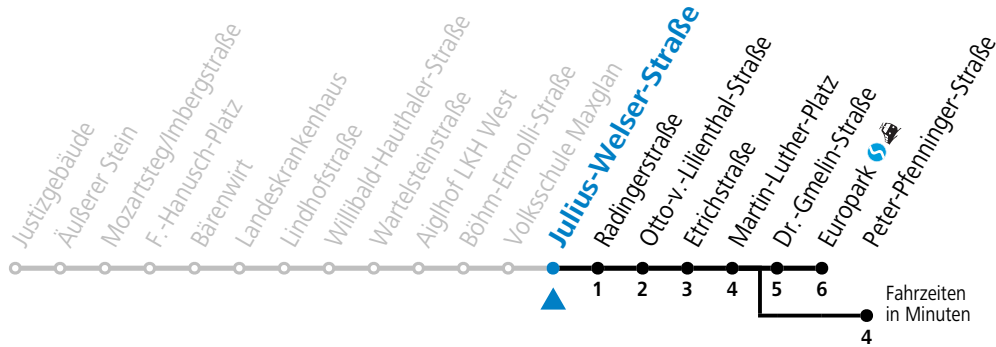 Justizgebäude
Äußerer Stein
Mozartsteg/Imbergstraße
F.-Hanusch-Platz
Bärenwirt
Landeskrankenhaus
Lindhofstraße
Willibald-Hauthaler-Straße
Wartelsteinstraße
Aiglhof LKH West
Böhm-Ermolli-Straße
Volksschule Maxglan
Julius-Welser-Straße
Radingerstraße
Otto-v.-Lilienthal-Straße
Etrichstraße
Martin-Luther-Platz
Dr.-Gmelin-Straße
Europark S
Peter-Pfenninger-Straße
1 2 3 4 5 6
Fahrzeiten
in Minuten
4